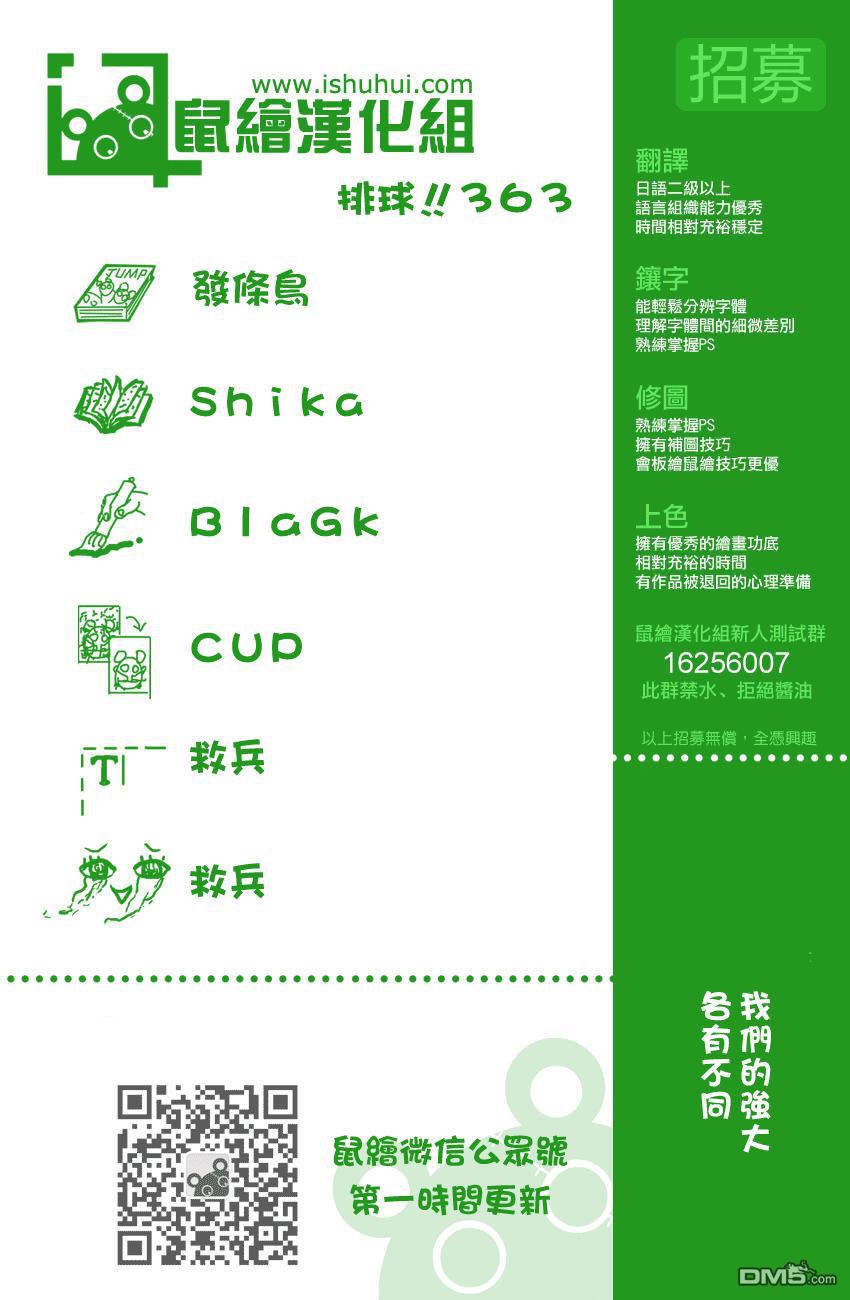 www.ishuhui.com
鼠繪漢化組
排球!!363
JUMP
發條鳥
Shika
BlaGk
CUP
T
救兵
救兵
鼠繪微信公眾號
第一時間更新
招募
翻譯
日語二級以上
語言組織能力優秀
時間相對充裕穩定
鑲字
能輕鬆分辨字體
理解字體間的細微差別
熟練掌握PS
修圖
熟練掌握PS
擁有補圖技巧
會板繪鼠繪技巧更優
上色
擁有優秀的繪畫功底
相對充裕的時間
有作品被退回的心理準備
鼠繪漢化組新人測試群
16256007
此群禁水、拒絕醬油
以上招募無償，全憑興趣
我們的強大
各有不同
DM5.com